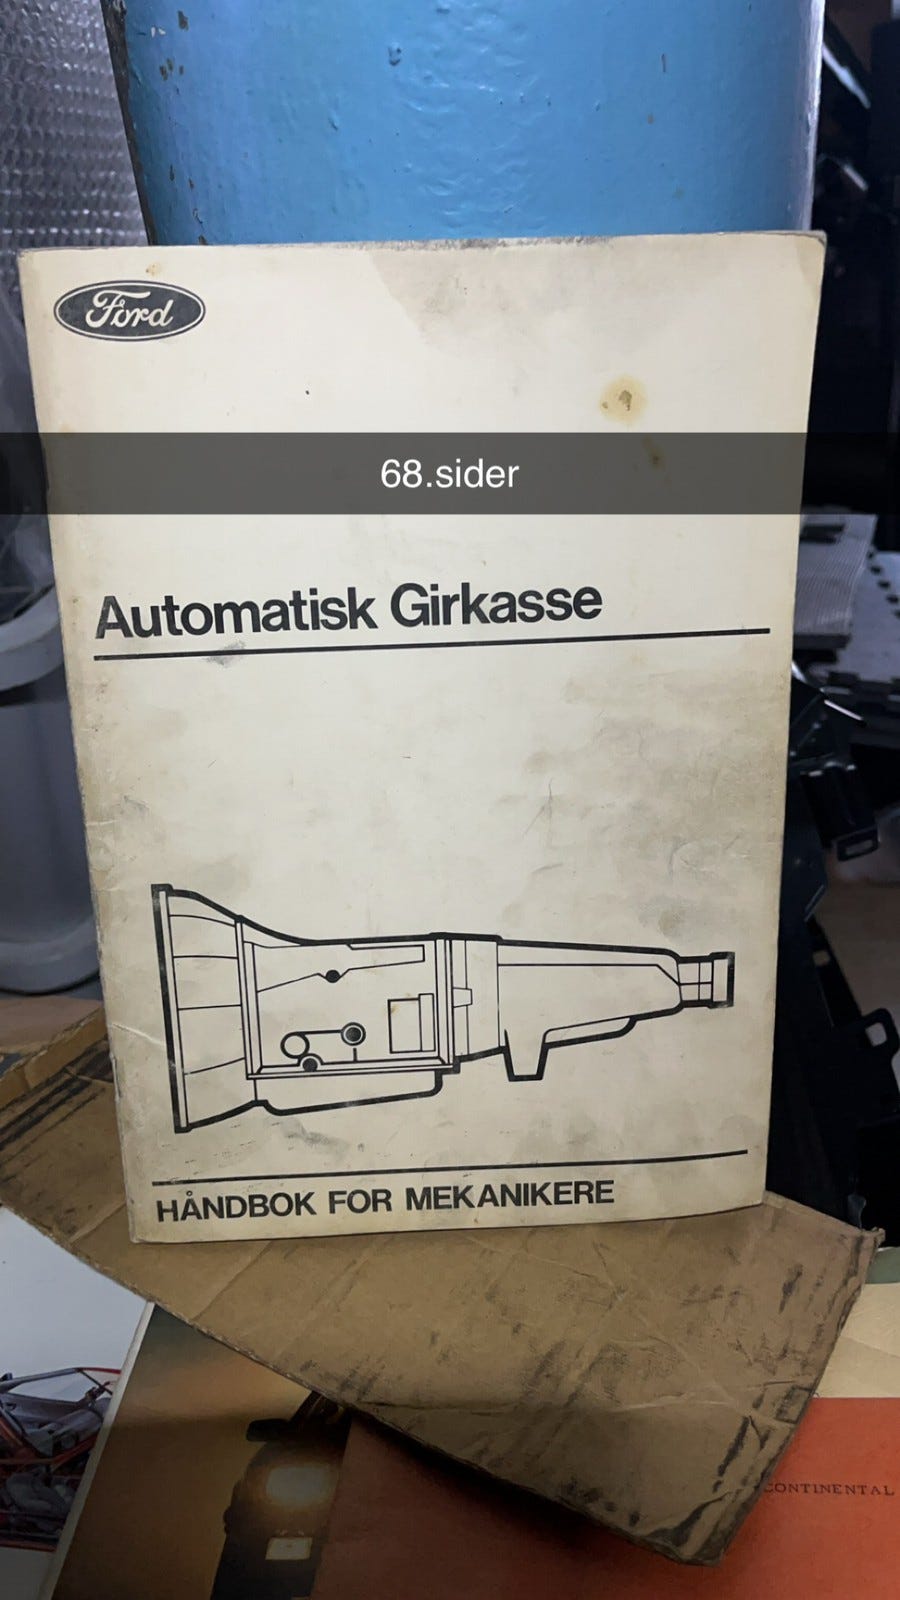 Ford
68.sider
Automatisk Girkasse
HÅNDBOK FOR MEKANIKERE
CONTINENTAL